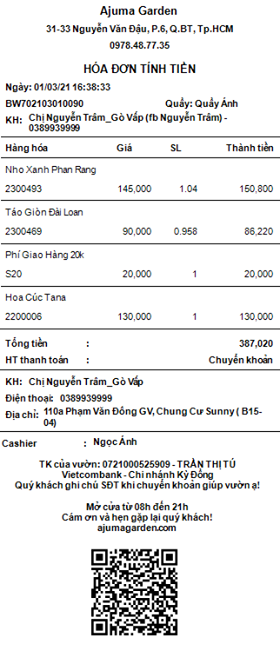 Ajuma Garden
31-33 Nguyễn Văn Đậu, P.6, Q.BT, Tp.HCM
0978.48.77.35
HÓA ĐƠN TÍNH TIỀN
Ngày: 01/03/21 16:38:33
BW702103010090 Quầy: Quầy Ánh
KH: Chị Nguyễn Trâm_Gò Vấp (fb Nguyễn Trâm) -
0389939999
Hàng hóa Giá SL Thành tiền
Nho Xanh Phan Rang
2300493 145,000 1.04 150,800
Táo Giòn Đài Loan
2300469 90,000 0.958 86,220
Phí Giao Hàng 20k
S20 20,000 1 20,000
Hoa Cúc Tana
2200006 130,000 1 130,000
Tổng tiền : 387,020
HT thanh toán : Chuyển khoản
KH: Chị Nguyễn Trâm_Gò Vấp
Điện thoại: 0389939999
Địa chỉ: 110a Phạm Văn Đồng GV, Chung Cư Sunny ( B15-
04)
Cashier : Ngọc Ánh
TK của vườn: 0721000525909 - TRẦN THỊ TÚ
Vietcombank - Chi nhánh Kỳ Đồng
Quý khách ghi chú SĐT khi chuyển khoản giúp vườn ạ!
Mở cửa từ 08h đến 21h
Cám ơn và hẹn gặp lại quý khách!
ajumagarden.com